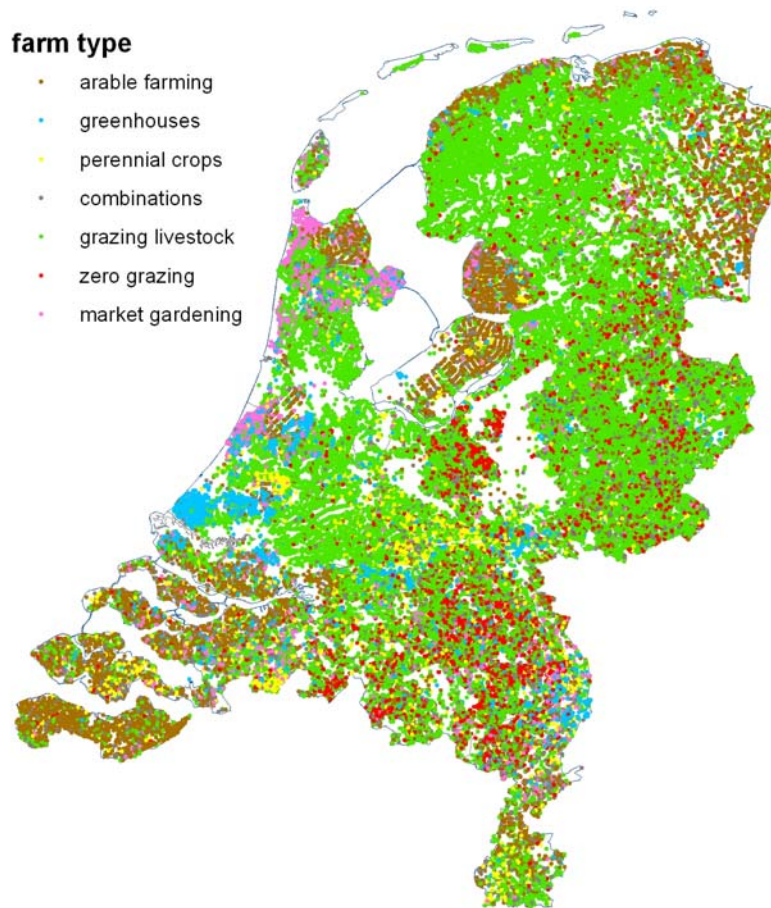 farm type
arable farming
greenhouses
perennial crops
combinations
grazing livestock
zero grazing
market gardening